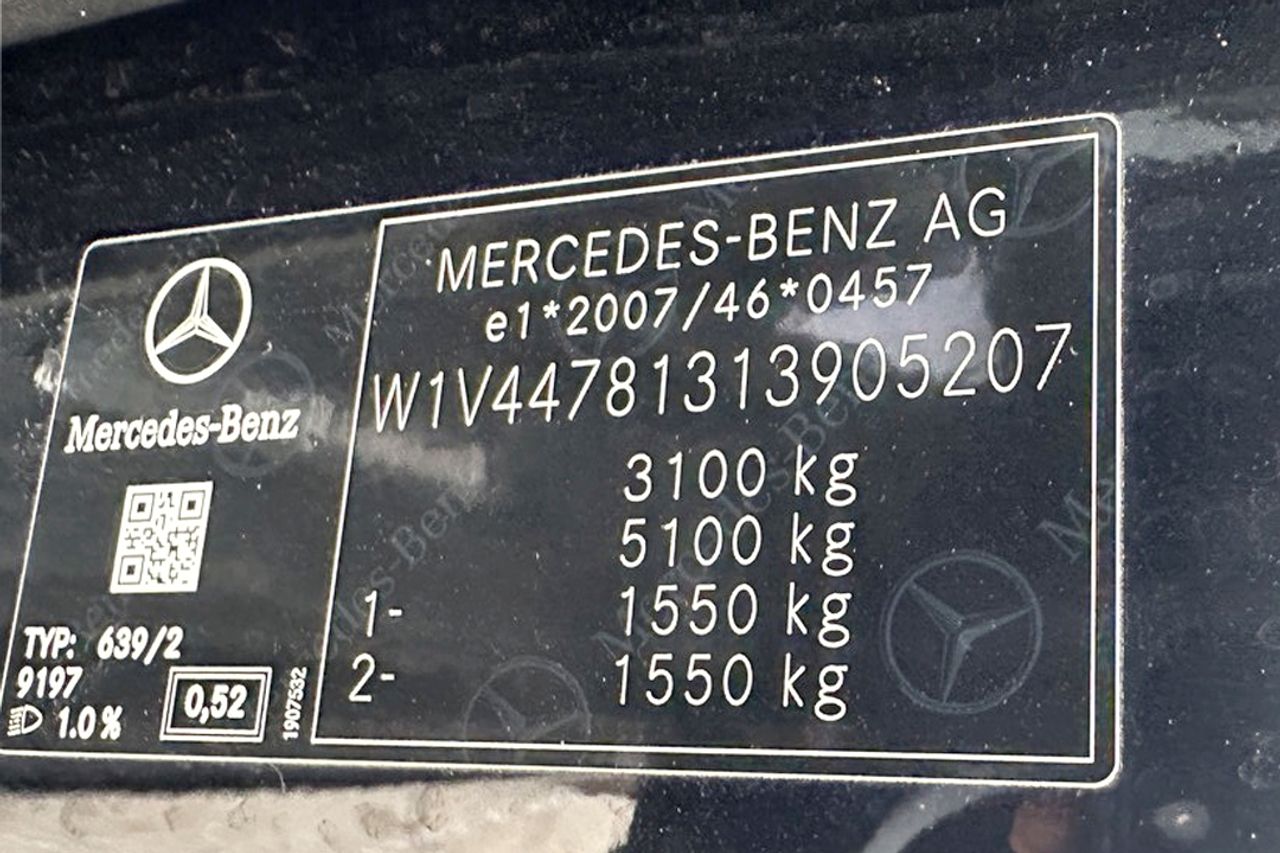 Mercedes-Benz
TYP: 639/2
9197
1.0%
0,52
1907532
MERCEDES-BENZ AG
e1*2007/46*0457
W1V44781313905207
3100 kg
5100 kg
1- 1550 kg
2- 1550 kg